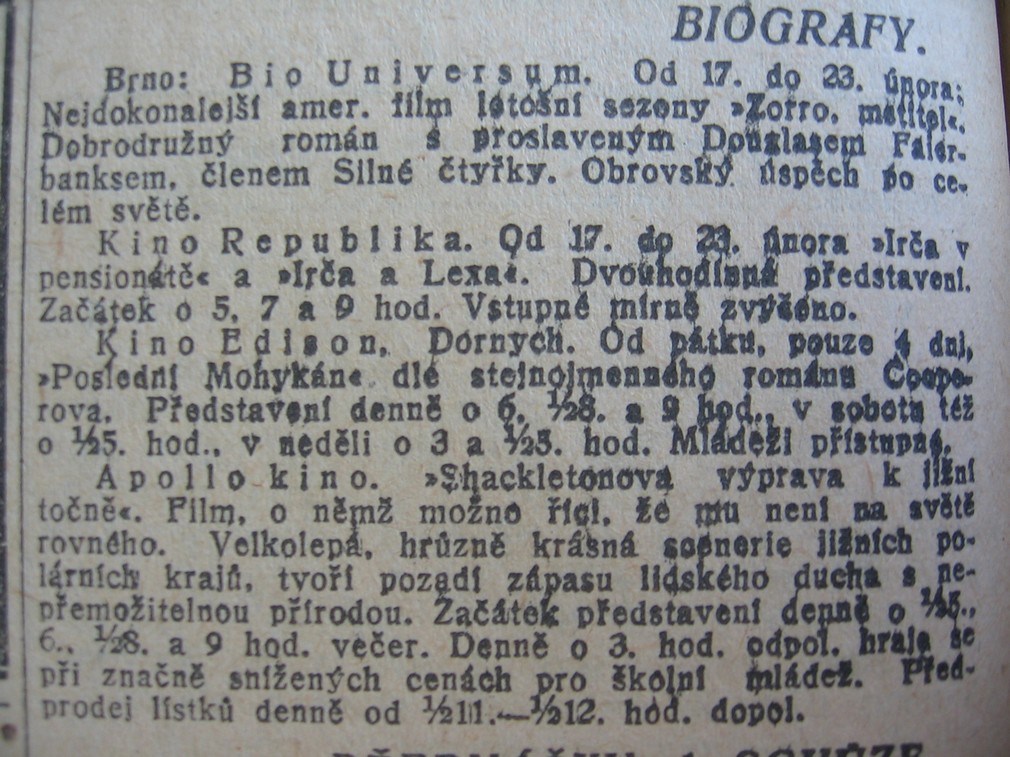 BIOGRAFY.
Brno: Bio Universum. Od 17. do 23. února:
Nejdokonalejší amer. film letošní sezony »Zorro, mstitel«.
Dobrodružný román s proslaveným Douglasem Fair-
banksem, členem Silné čtyřky. Obrovský úspěch po ce-
lém světě.
Kino Republika. Od 17. do 23. února »Irča v
pensionátě« a »Irča a Lexa«. Dvouhodinná představení.
Začátek o 5, 7 a 9 hod. Vstupné mírně zvýšeno.
Kino Edison, Dornych. Od pátku, pouze 4 dni,
»Poslední Mohykán« dle stejnojmenného románu Coope-
rova. Představení denně o 6, ½8. a 9 hod., v sobotu též
o ½5. hod., v neděli o 3 a ½5. hod. Mládeži přístupné.
Apollo kino. »Shackletonova výprava k jižní
točně«. Film, o němž možno říci, že mu není na světě
rovného. Velkolepá, hrůzně krásná scenerie jižních po-
lárních krajů, tvoří pozadí zápasu lidského ducha s ne-
přemožitelnou přírodou. Začátek představení denně o ½5.,
6., ½8. a 9 hod. večer. Denně o 3. hod. odpol. hraje se
při značně snížených cenách pro školní mládež. Před-
prodej lístků denně od ½11.—½12. hod. dopol.